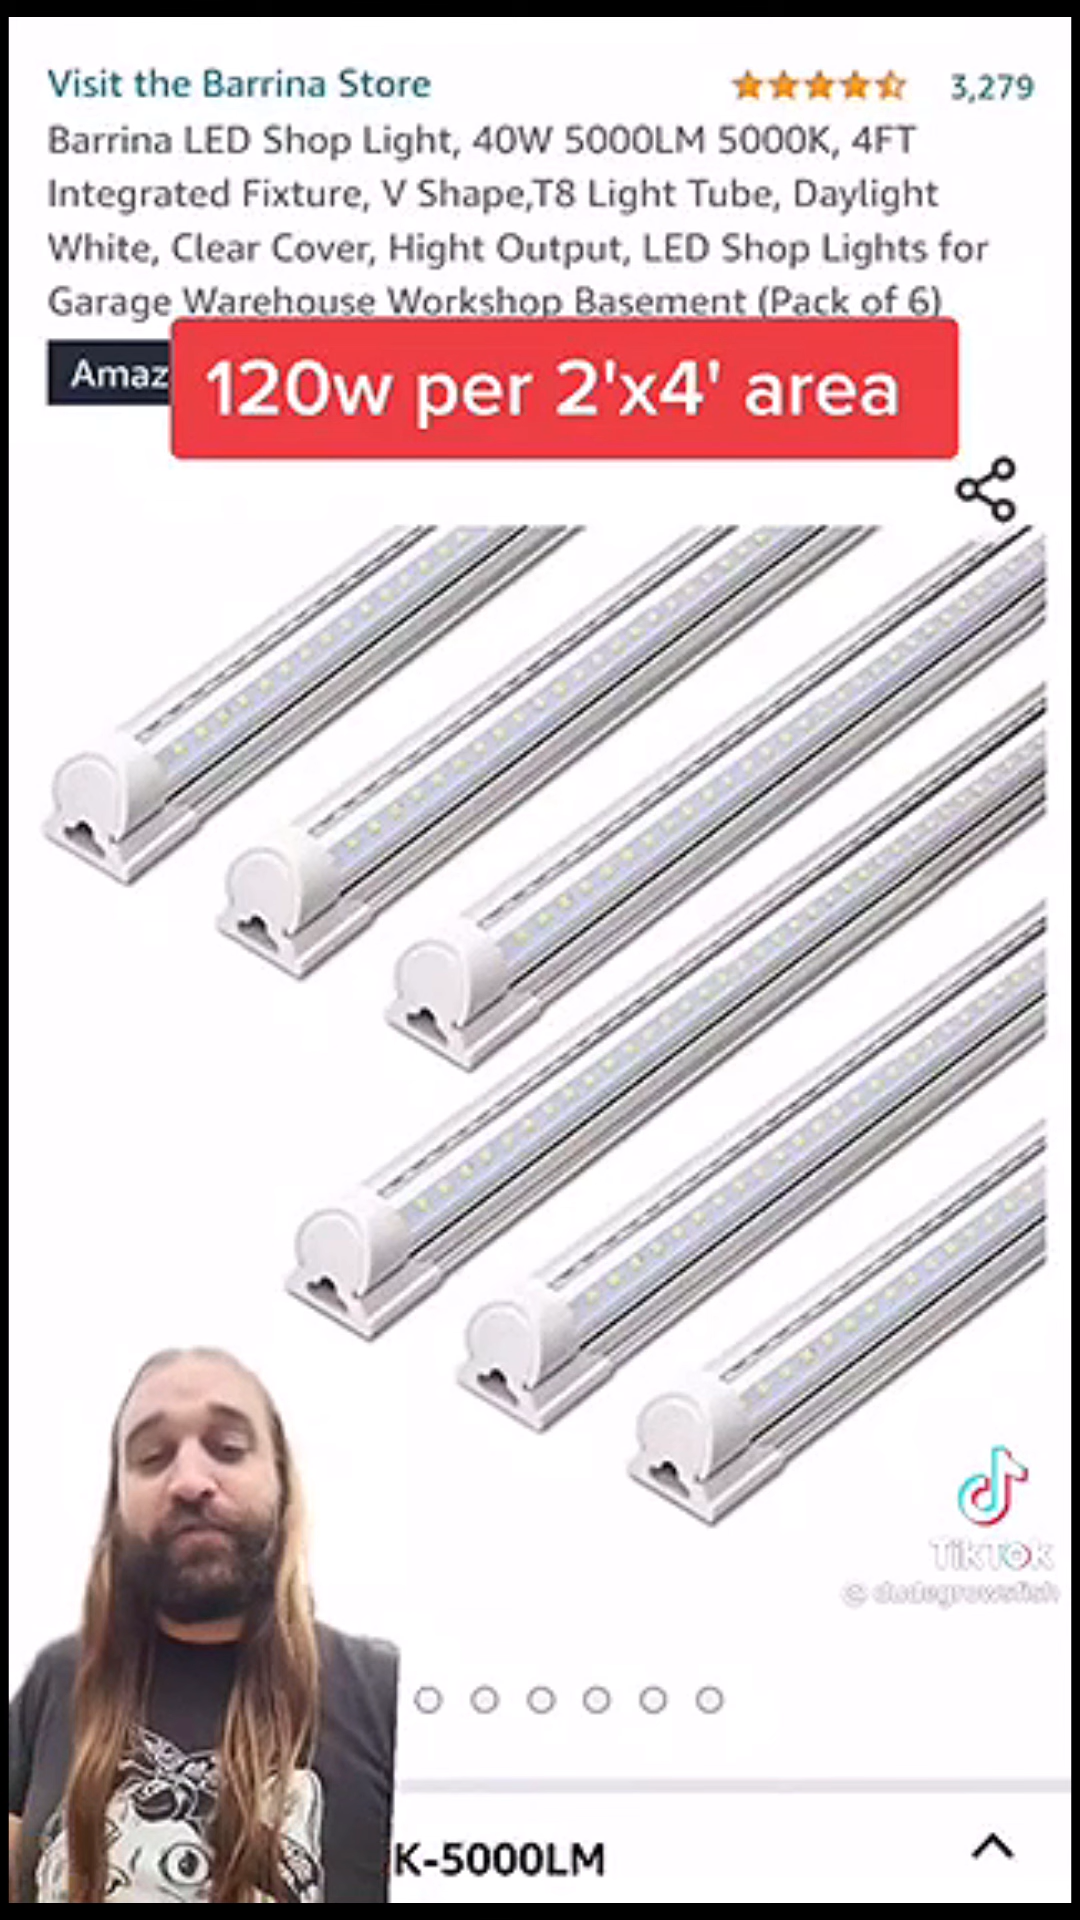 Visit the Barrina Store 3,279
Barrina LED Shop Light, 40W 5000LM 5000K, 4FT
Integrated Fixture, V Shape,T8 Light Tube, Daylight
White, Clear Cover, Hight Output, LED Shop Lights for
Garage Warehouse Workshop Basement (Pack of 6)
Amaz
120w per 2'x4' area
TikTok
dudegrowsfish
K-5000LM